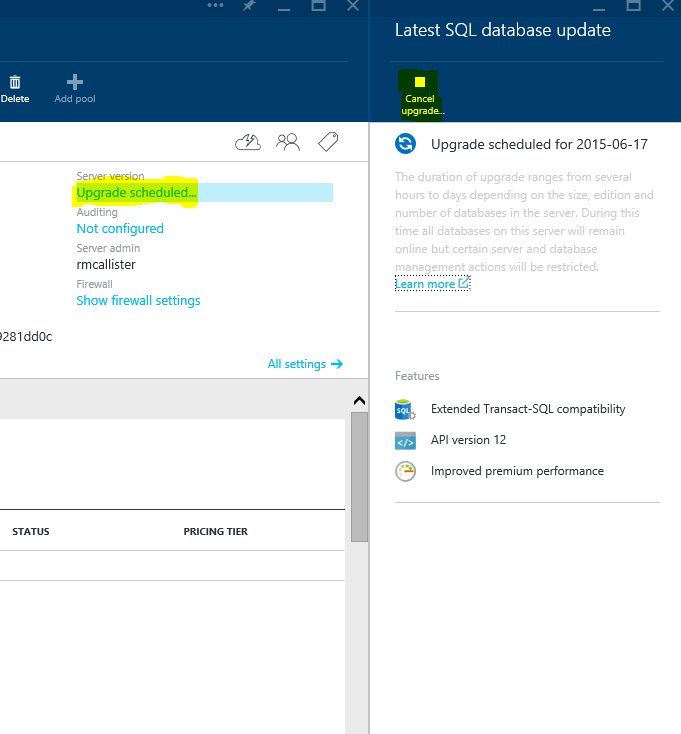 Delete
Add pool
Server version
Upgrade scheduled...
Auditing
Not configured
Server admin
rmcallister
Firewall
Show firewall settings
9281dd0c
All settings
STATUS
PRICING TIER
Latest SQL database update
Cancel
upgrade...
Upgrade scheduled for 2015-06-17
The duration of upgrade ranges from several
hours to days depending on the size, edition and
number of databases in the server. During this
time all databases on this server will remain
online but certain server and database
management actions will be restricted.
Learn more
Features
SQL
Extended Transact-SQL compatibility
API version 12
Improved premium performance